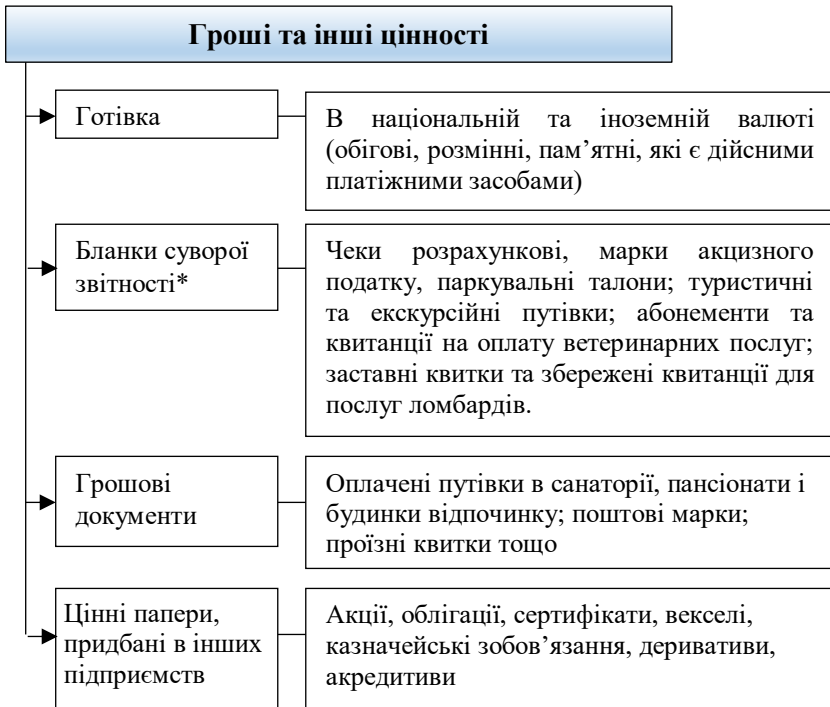 Гроші та інші цінності
Готівка
В національній та іноземній валюті
(обігові, розмінні, пам’ятні, які є дійсними
платіжними засобами)
Бланки суворої
звітності*
Чеки розрахункові, марки акцизного
податку, паркувальні талони; туристичні
та екскурсійні путівки; абонементи та
квитанції на оплату ветеринарних послуг;
заставні квитки та збережені квитанції для
послуг ломбардів.
Грошові
документи
Оплачені путівки в санаторії, пансіонати і
будинки відпочинку; поштові марки;
проїзні квитки тощо
Цінні папери,
придбані в інших
підприємств
Акції, облігації, сертифікати, векселі,
казначейські зобов’язання, деривативи,
акредитиви